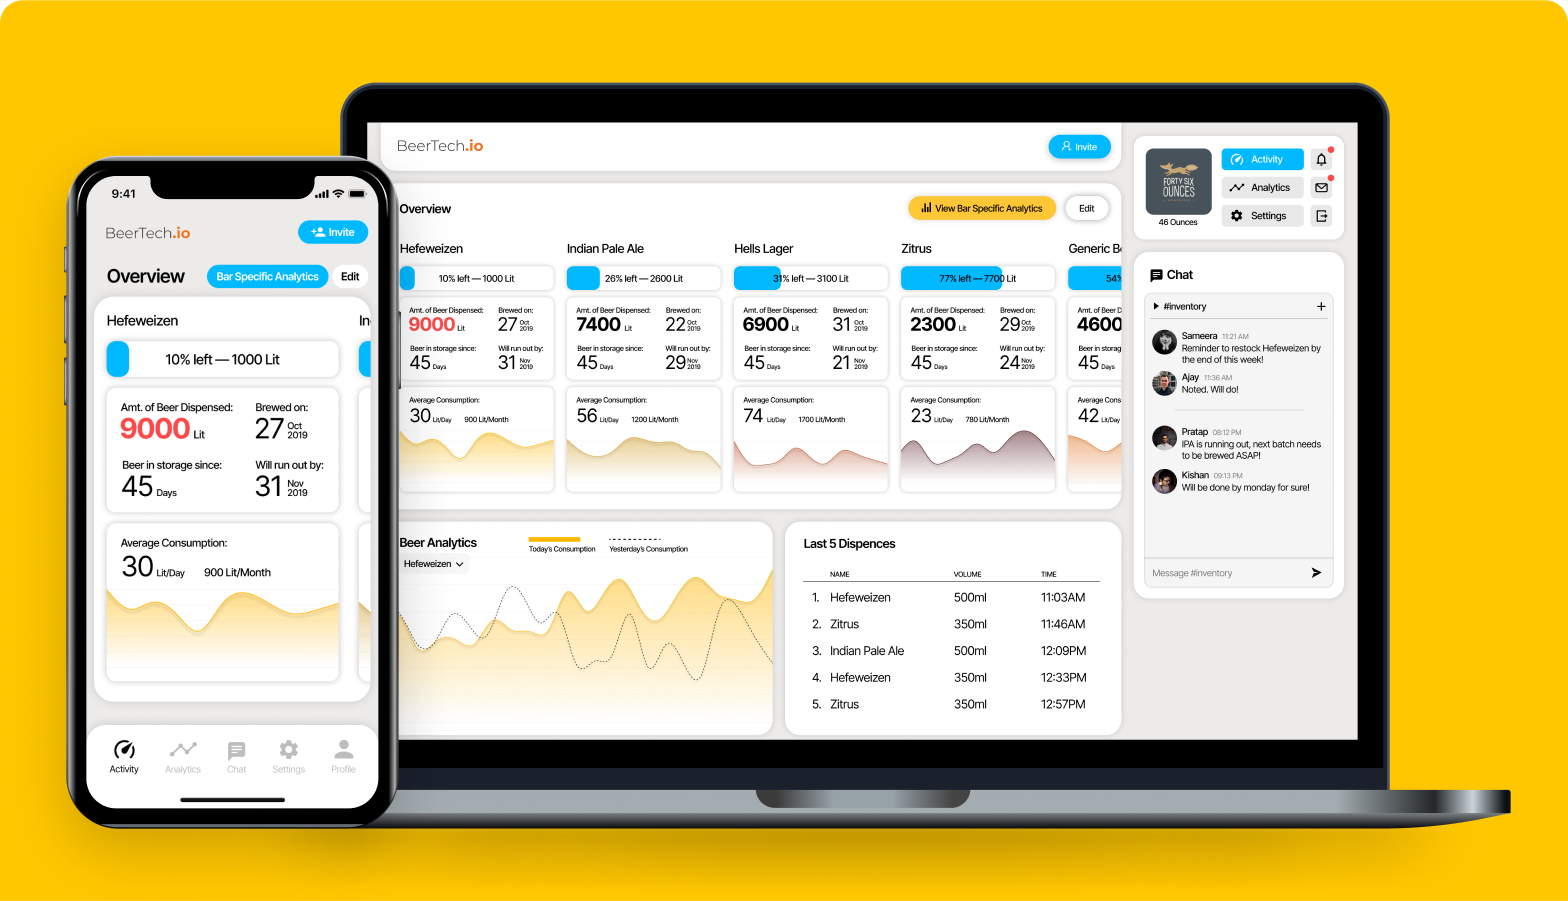 9:41
BeerTech.io
Invite
Overview
Bar Specific Analytics
Edit
Hefeweizen
In
10% left — 1000 Lit
Amt. of Beer Dispensed:
Brewed on:
9000 Lit
27 Oct 2019
Beer in storage since:
Will run out by:
45 Days
31 Nov 2019
Average Consumption:
30 Lit/Day
900 Lit/Month
Activity
Analytics
Chat
Settings
Profile
BeerTech.io
Invite
Overview
View Bar Specific Analytics
Edit
Hefeweizen
10% left — 1000 Lit
Amt. of Beer Dispensed:
Brewed on:
9000 Lit
27 Oct 2019
Beer in storage since:
Will run out by:
45 Days
31 Nov 2019
Average Consumption:
30 Lit/Day
900 Lit/Month
Indian Pale Ale
26% left — 2600 Lit
Amt. of Beer Dispensed:
Brewed on:
7400 Lit
22 Oct 2019
Beer in storage since:
Will run out by:
45 Days
29 Nov 2019
Average Consumption:
56 Lit/Day
1200 Lit/Month
Hells Lager
31% left — 3100 Lit
Amt. of Beer Dispensed:
Brewed on:
6900 Lit
31 Oct 2019
Beer in storage since:
Will run out by:
45 Days
21 Nov 2019
Average Consumption:
74 Lit/Day
1700 Lit/Month
Zitrus
77% left — 7700 Lit
Amt. of Beer Dispensed:
Brewed on:
2300 Lit
29 Oct 2019
Beer in storage since:
Will run out by:
45 Days
24 Nov 2019
Average Consumption:
23 Lit/Day
780 Lit/Month
Generic Be
54%
Amt. of Beer
4600
Beer in stora
45 Days
Average Cons
42 Lit/Day
Beer Analytics
Hefeweizen
Today's Consumption
Yesterday's Consumption
Last 5 Dispences
NAME VOLUME TIME
1. Hefeweizen 500ml 11:03AM
2. Zitrus 350ml 11:46AM
3. Indian Pale Ale 500ml 12:09PM
4. Hefeweizen 350ml 12:33PM
5. Zitrus 350ml 12:57PM
FORTY SIX
OUNCES
46 Ounces
Activity
Analytics
Settings
Chat
#inventory
Sameera 11:21 AM
Reminder to restock Hefeweizen by
the end of this week!
Ajay 11:36 AM
Noted. Will do!
Pratap 08:12 PM
IPA is running out, next batch needs
to be brewed ASAP!
Kishan 09:13 PM
Will be done by monday for sure!
Message #inventory